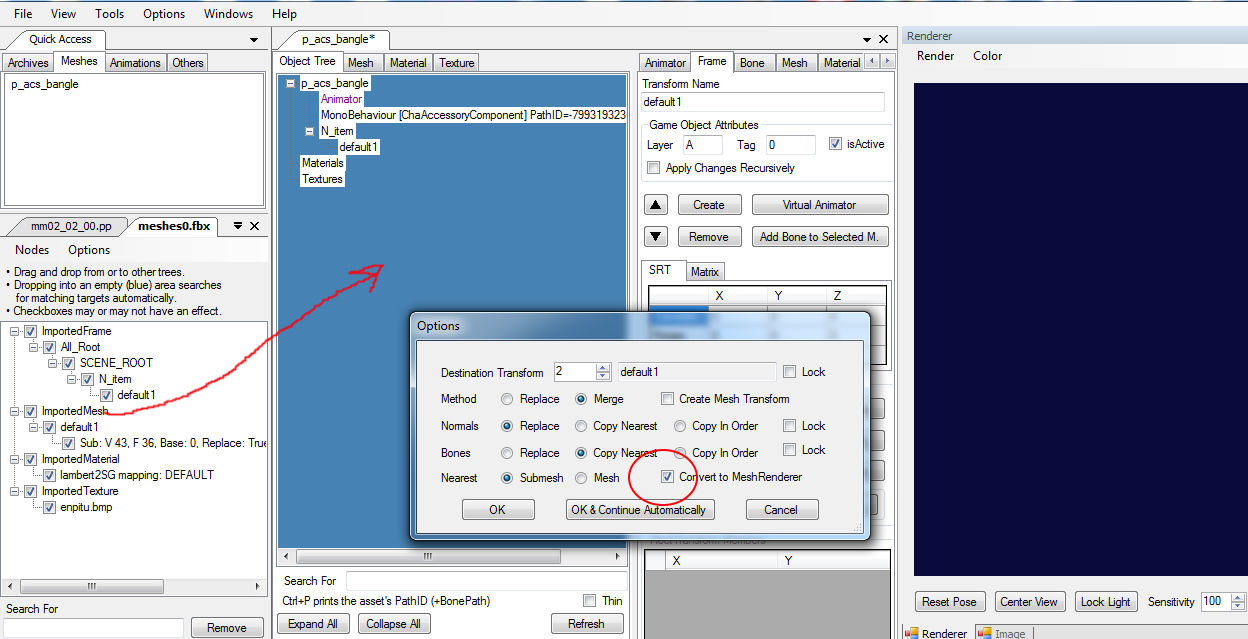 File View Tools Options Windows Help
Quick Access
Archives Meshes Animations Others
p_acs_bangle
mm02_02_00.pp meshes0.fbx
Nodes Options
• Drag and drop from or to other trees.
• Dropping into an empty (blue) area searches
for matching targets automatically.
• Checkboxes may or may not have an effect.
ImportedFrame
All_Root
SCENE_ROOT
N_item
default1
ImportedMesh
default1
Sub: V 43, F 36, Base: 0, Replace: True
ImportedMaterial
lambert2SG mapping: DEFAULT
ImportedTexture
enpitu.bmp
Search For
Remove
p_acs_bangle*
Object Tree Mesh Material Texture
p_acs_bangle
Animator
MonoBehaviour [ChaAccessoryComponent] PathID=-799319323
N_item
default1
Materials
Textures
Search For
Ctrl+P prints the asset's PathID (+BonePath) Thin
Expand All Collapse All Refresh
Animator Frame Bone Mesh Material
Transform Name
default1
Game Object Attributes
Layer A Tag 0 isActive
Apply Changes Recursively
Create Virtual Animator
Remove Add Bone to Selected M.
SRT Matrix
X Y Z
Options
Destination Transform 2 default1 Lock
Method Replace Merge Create Mesh Transform
Normals Replace Copy Nearest Copy In Order Lock
Bones Replace Copy Nearest Copy In Order Lock
Nearest Submesh Mesh Convert to MeshRenderer
OK OK & Continue Automatically Cancel
X Y
Renderer
Render Color
Reset Pose Center View Lock Light Sensitivity 100
Renderer Image